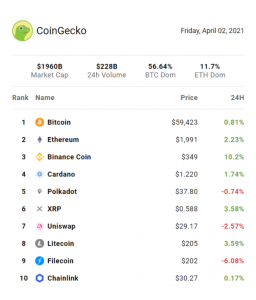 CoinGecko
Friday, April 02, 2021
$1960B $228B 56.64% 11.7%
Market Cap 24h Volume BTC Dom ETH Dom
Rank Name Price 24H
1 Bitcoin $59,423 0.81%
2 Ethereum $1,991 2.23%
3 Binance Coin $349 10.2%
4 Cardano $1.220 1.74%
5 Polkadot $37.80 -0.74%
6 XRP $0.588 3.58%
7 Uniswap $29.17 -2.57%
8 Litecoin $205 3.59%
9 Filecoin $202 -6.08%
10 Chainlink $30.27 0.17%